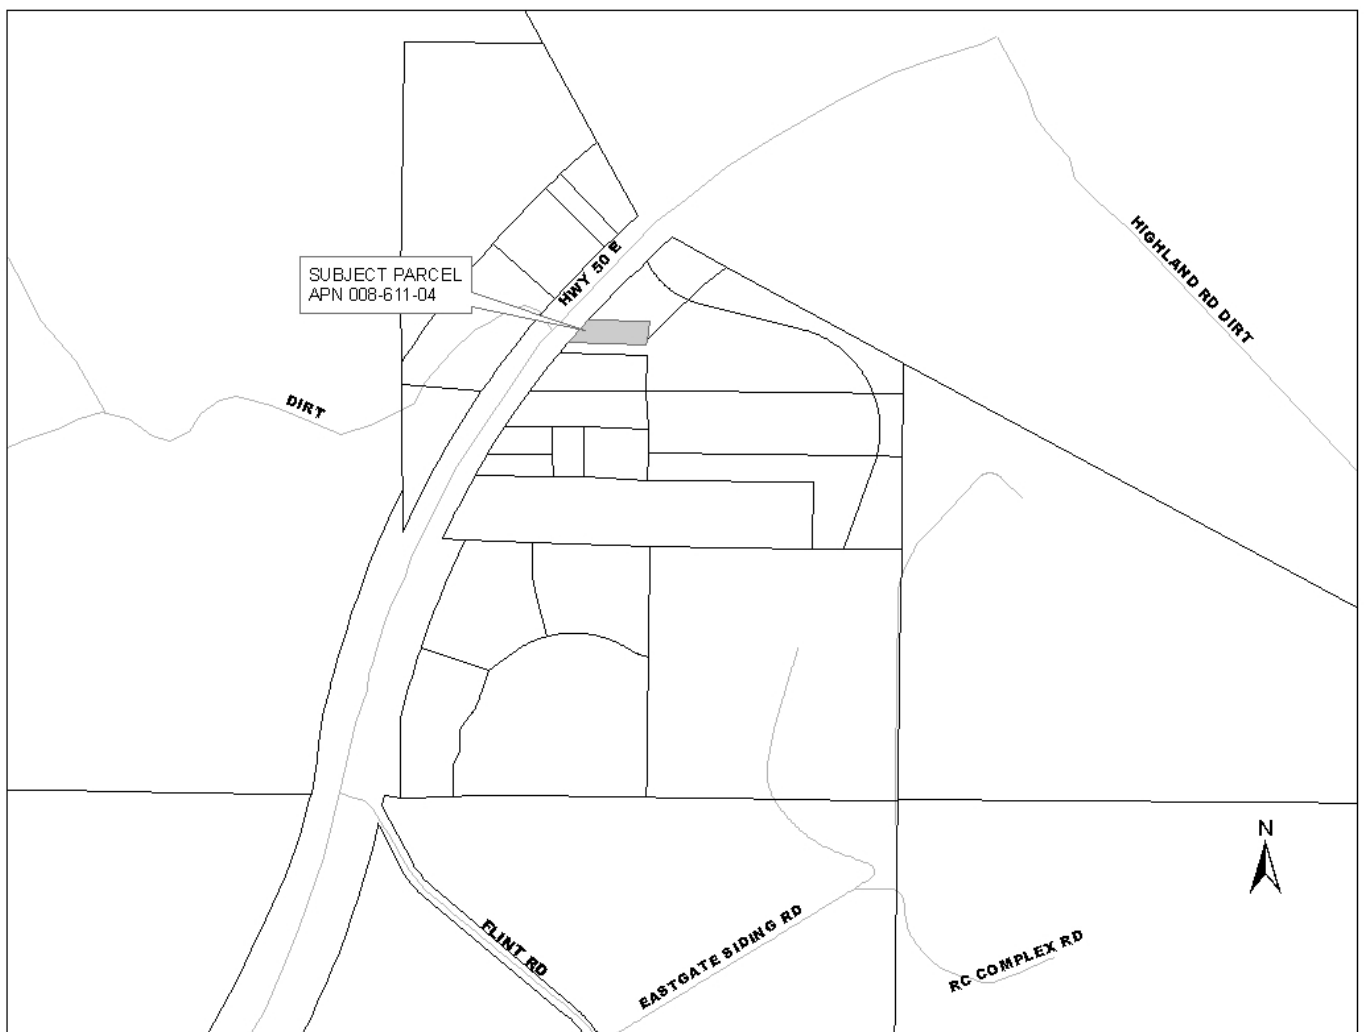 HIGHLAND RD DIRT
HWY 50 E
SUBJECT PARCEL
APN 008-611-04
DIRT
N
FLINT RD
EASTGATE SIDING RD
RC COMPLEX RD